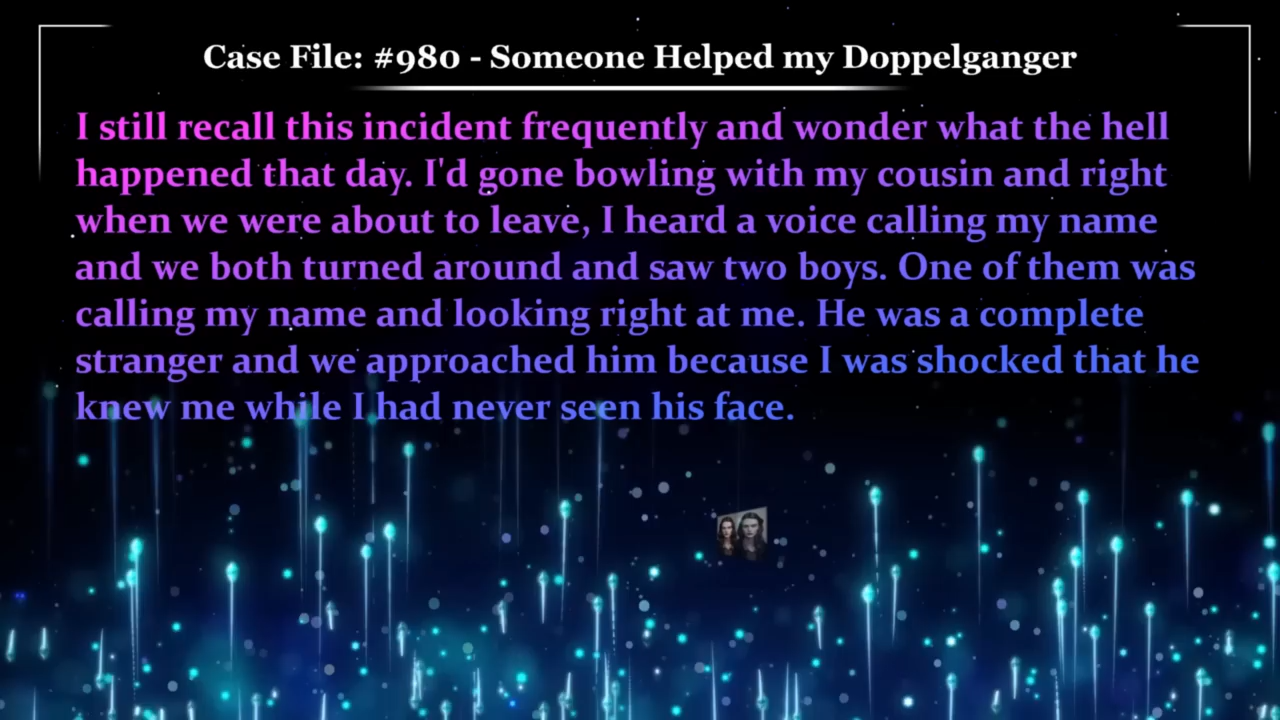 Case File: #980 - Someone Helped my Doppelganger
I still recall this incident frequently and wonder what the hell
happened that day. I'd gone bowling with my cousin and right
when we were about to leave, I heard a voice calling my name
and we both turned around and saw two boys. One of them was
calling my name and looking right at me. He was a complete
stranger and we approached him because I was shocked that he
knew me while I had never seen his face.